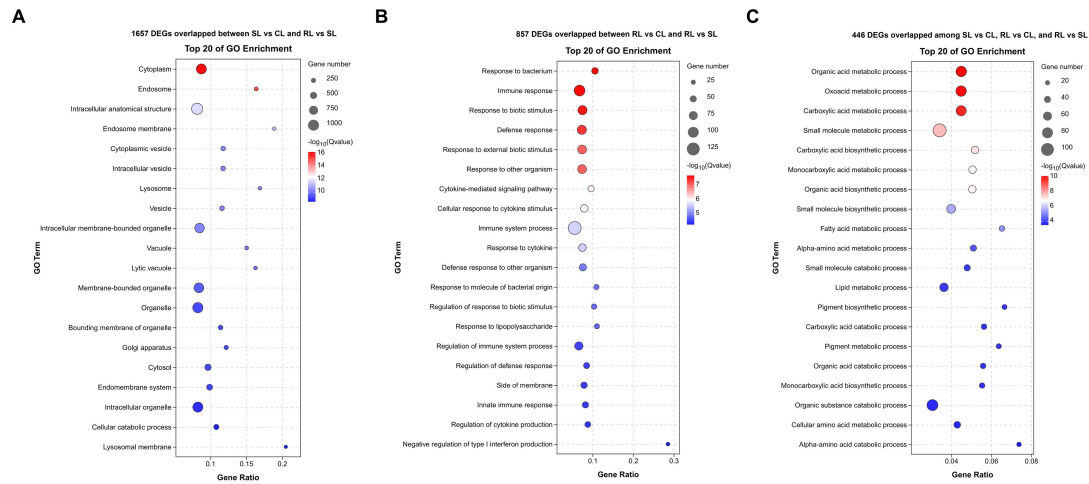 A
1657 DEGs overlapped between SL vs CL and RL vs SL
Top 20 of GO Enrichment
GO Term
Cytoplasm
Endosome
Intracellular anatomical structure
Endosome membrane
Cytoplasmic vesicle
Intracellular vesicle
Lysosome
Vesicle
Intracellular membrane-bounded organelle
Vacuole
Lytic vacuole
Membrane-bounded organelle
Organelle
Bounding membrane of organelle
Golgi apparatus
Cytosol
Endomembrane system
Intracellular organelle
Cellular catabolic process
Lysosomal membrane
0.1 0.15 0.2
Gene Ratio
Gene number
250
500
750
1000
-log10(Qvalue)
16
14
12
10
B
857 DEGs overlapped between RL vs CL and RL vs SL
Top 20 of GO Enrichment
GO Term
Response to bacterium
Immune response
Response to biotic stimulus
Defense response
Response to external biotic stimulus
Response to other organism
Cytokine-mediated signaling pathway
Cellular response to cytokine stimulus
Immune system process
Response to cytokine
Defense response to other organism
Response to molecule of bacterial origin
Regulation of response to biotic stimulus
Response to lipopolysaccharide
Regulation of immune system process
Regulation of defense response
Side of membrane
Innate immune response
Regulation of cytokine production
Negative regulation of type I interferon production
0.1 0.2 0.3
Gene Ratio
Gene number
25
50
75
100
125
-log10(Qvalue)
7
6
5
C
446 DEGs overlapped among SL vs CL, RL vs CL, and RL vs SL
Top 20 of GO Enrichment
GO Term
Organic acid metabolic process
Oxoacid metabolic process
Carboxylic acid metabolic process
Small molecule metabolic process
Carboxylic acid biosynthetic process
Monocarboxylic acid metabolic process
Organic acid biosynthetic process
Small molecule biosynthetic process
Fatty acid metabolic process
Alpha-amino acid metabolic process
Small molecule catabolic process
Lipid metabolic process
Pigment biosynthetic process
Carboxylic acid catabolic process
Pigment metabolic process
Organic acid catabolic process
Monocarboxylic acid biosynthetic process
Organic substance catabolic process
Cellular amino acid metabolic process
Alpha-amino acid catabolic process
0.04 0.06 0.08
Gene Ratio
Gene number
20
40
60
80
100
-log10(Qvalue)
10
8
6
4